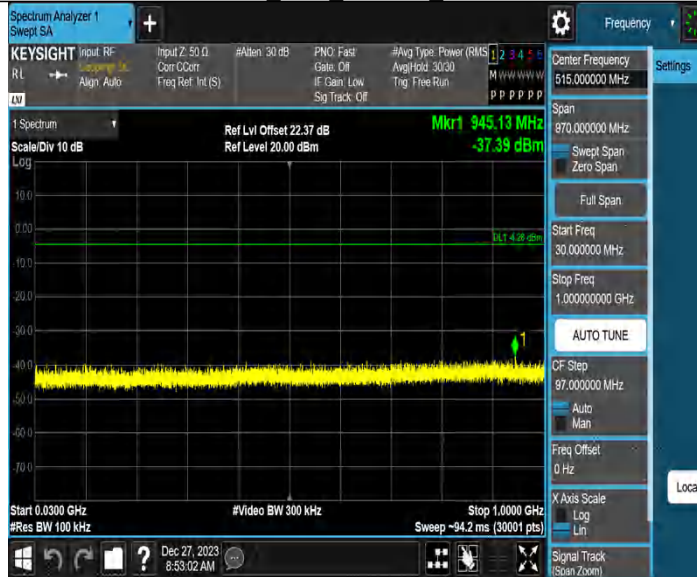 Spectrum Analyzer 1
Swept SA
+
Frequency
KEYSIGHT
Input: RF
Input Z: 50 Ω
#Atten: 30 dB
PNO: Fast
#Avg Type: Power (RMS
1 2 3 4 5 6
RL
Align: Auto
Corr CCorr
Freq Ref: Int (S)
Gate: Off
IF Gain: Low
Sig Track: Off
Avg|Hold: 30/30
Trig: Free Run
M W W W W W
P P P P P P
1 Spectrum
Scale/Div 10 dB
Log
Ref Lvl Offset 22.37 dB
Ref Level 20.00 dBm
Mkr1 945.13 MHz
-37.39 dBm
10.0
0.00
-10.0
-20.0
-30.0
-40.0
-50.0
-60.0
-70.0
1
Start 0.0300 GHz
#Res BW 100 kHz
#Video BW 300 kHz
Stop 1.0000 GHz
Sweep ~94.2 ms (30001 pts)
?
Dec 27, 2023
8:53:02 AM
Center Frequency
515.000000 MHz
Settings
Span
970.000000 MHz
Swept Span
Zero Span
Full Span
Start Freq
30.000000 MHz
Stop Freq
1.000000000 GHz
AUTO TUNE
CF Step
97.000000 MHz
Auto
Man
Freq Offset
0 Hz
X Axis Scale
Log
Lin
Signal Track
(Span Zoom)
Loca